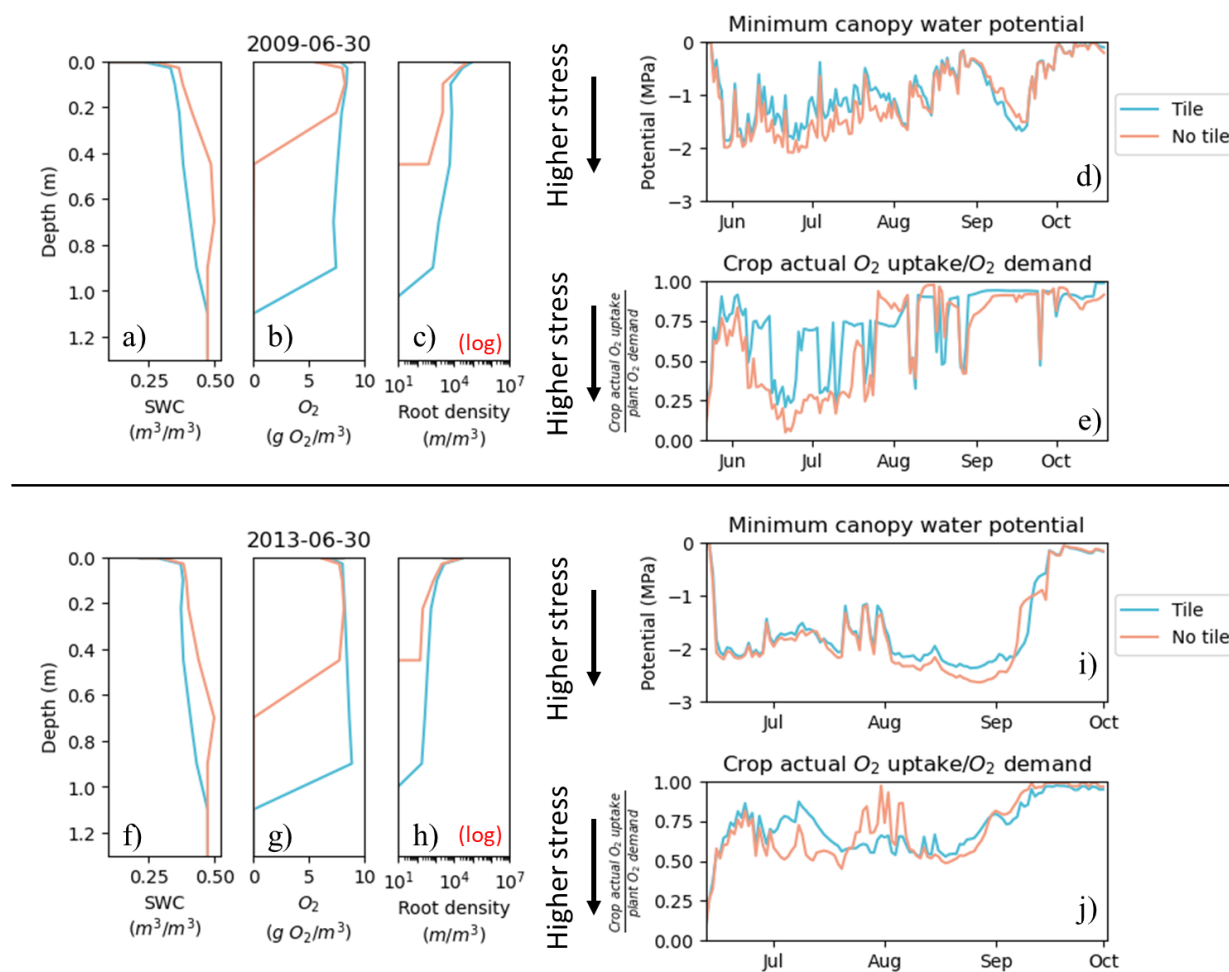 2009-06-30
Depth (m)
0.0
0.2
0.4
0.6
0.8
1.0
1.2
a)
0.25 0.50
SWC
(m³/m³)
b)
0 5 10
O₂
(g O₂/m³)
c)
(log)
10¹ 10⁴ 10⁷
Root density
(m/m³)
Higher stress
Minimum canopy water potential
Potential (MPa)
0
−1
−2
−3
d)
Jun Jul Aug Sep Oct
Tile
No tile
Higher stress
Crop actual O₂ uptake/O₂ demand
Crop actual O₂ uptake
plant O₂ demand
1.00
0.75
0.50
0.25
0.00
e)
Jun Jul Aug Sep Oct
2013-06-30
Depth (m)
0.0
0.2
0.4
0.6
0.8
1.0
1.2
f)
0.25 0.50
SWC
(m³/m³)
g)
0 5 10
O₂
(g O₂/m³)
h)
(log)
10¹ 10⁴ 10⁷
Root density
(m/m³)
Higher stress
Minimum canopy water potential
Potential (MPa)
0
−1
−2
−3
i)
Jul Aug Sep Oct
Tile
No tile
Higher stress
Crop actual O₂ uptake/O₂ demand
Crop actual O₂ uptake
plant O₂ demand
1.00
0.75
0.50
0.25
0.00
j)
Jul Aug Sep Oct